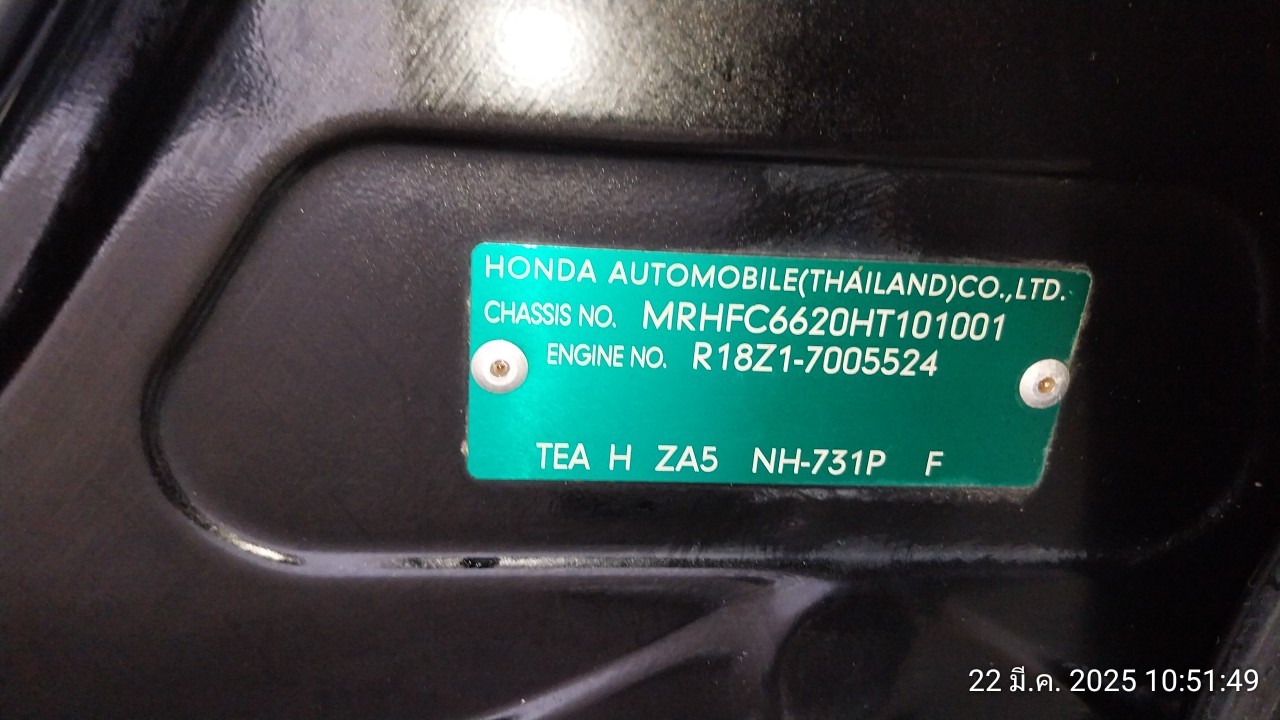 HONDA AUTOMOBILE(THAILAND)CO.,LTD.
CHASSIS NO. MRHFC6620HT101001
ENGINE NO. R18Z1-7005524
TEA H ZA5 NH-731P F
22 มี.ค. 2025 10:51:49